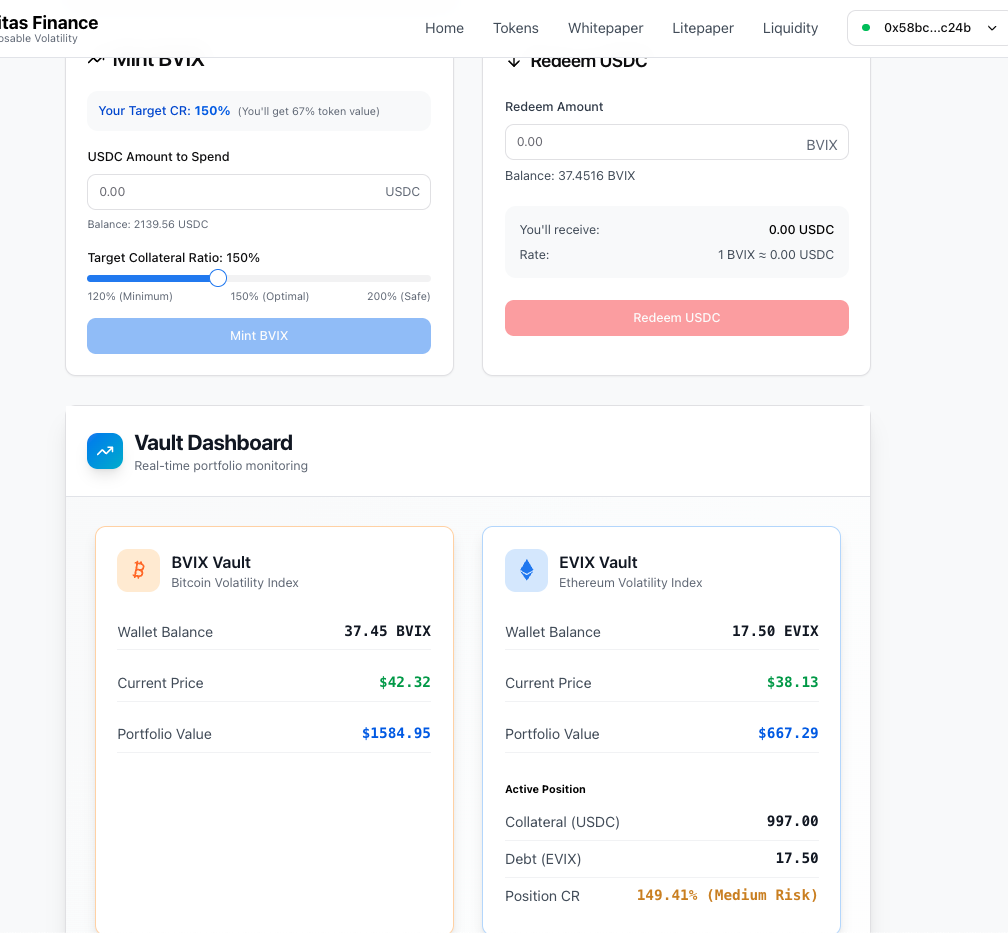 itas Finance
osable Volatility
Home
Tokens
Whitepaper
Litepaper
Liquidity
0x58bc...c24b
Mint BVIX
Your Target CR: 150% (You'll get 67% token value)
USDC Amount to Spend
0.00 USDC
Balance: 2139.56 USDC
Target Collateral Ratio: 150%
120% (Minimum) 150% (Optimal) 200% (Safe)
Mint BVIX
Redeem USDC
Redeem Amount
0.00 BVIX
Balance: 37.4516 BVIX
You'll receive: 0.00 USDC
Rate: 1 BVIX ≈ 0.00 USDC
Redeem USDC
Vault Dashboard
Real-time portfolio monitoring
BVIX Vault
Bitcoin Volatility Index
Wallet Balance 37.45 BVIX
Current Price $42.32
Portfolio Value $1584.95
EVIX Vault
Ethereum Volatility Index
Wallet Balance 17.50 EVIX
Current Price $38.13
Portfolio Value $667.29
Active Position
Collateral (USDC) 997.00
Debt (EVIX) 17.50
Position CR 149.41% (Medium Risk)